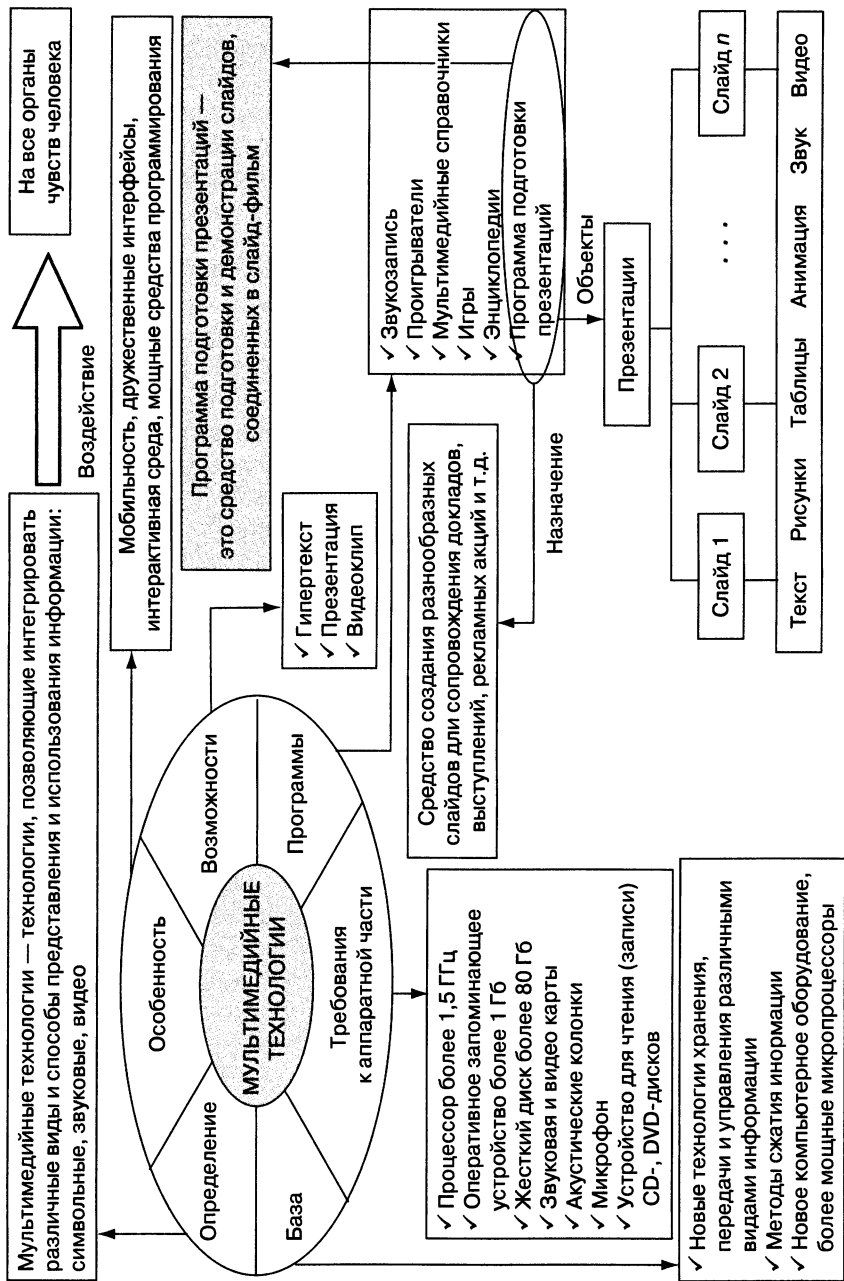 Мультимедийные технологии — технологии, позволяющие интегрировать
различные виды и способы представления и использования информации:
символьные, звуковые, видео
Воздействие
На все органы
чувств человека
Мобильность, дружественные интерфейсы,
интерактивная среда, мощные средства программирования
Программа подготовки презентаций —
это средство подготовки и демонстрации слайдов,
соединенных в слайд-фильм
МУЛЬТИМЕДИЙНЫЕ
ТЕХНОЛОГИИ
Определение
Особенность
Возможности
Программы
Требования
к аппаратной части
База
✓ Гипертекст
✓ Презентация
✓ Видеоклип
✓ Звукозапись
✓ Проигрыватели
✓ Мультимедийные справочники
✓ Игры
✓ Энциклопедии
✓ Программа подготовки
презентаций
Средство создания разнообразных
слайдов дли сопровождения докладов,
выступлений, рекламных акций и т.д.
Назначение
Объекты
Презентации
Слайд 1
Слайд 2
. . .
Слайд n
Текст Рисунки Таблицы Анимация Звук Видео
✓ Процессор более 1,5 ГГц
✓ Оперативное запоминающее
устройство более 1 Гб
✓ Жесткий диск более 80 Гб
✓ Звуковая и видео карты
✓ Акустические колонки
✓ Микрофон
✓ Устройство для чтения (записи)
CD-, DVD-дисков
✓ Новые технологии хранения,
передачи и управления различными
видами информации
✓ Методы сжатия инормации
✓ Новое компьютерное оборудование,
более мощные микропроцессоры